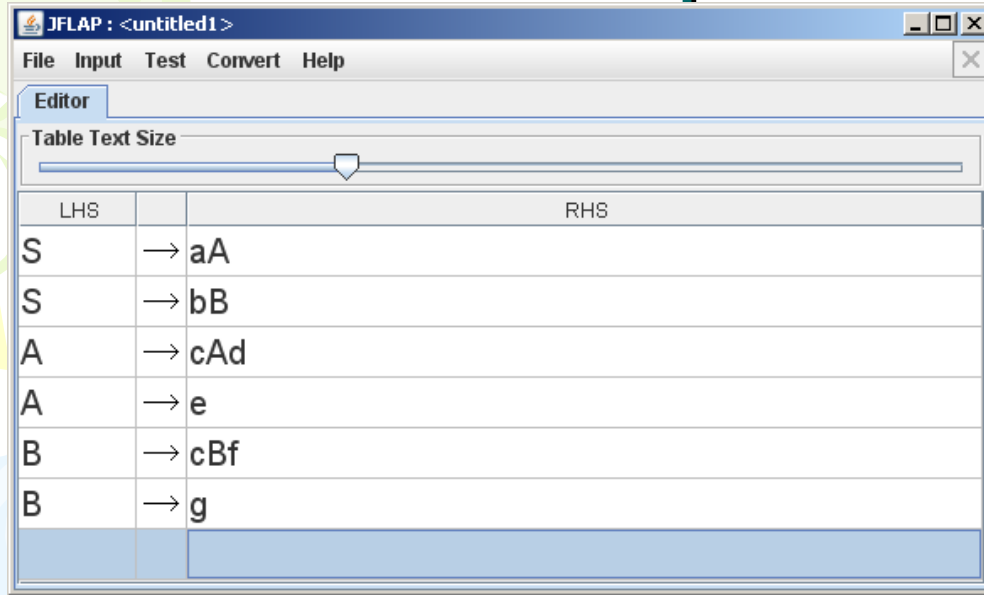 JFLAP : <untitled1>
File Input Test Convert Help
Editor
Table Text Size
LHS RHS
S → aA
S → bB
A → cAd
A → e
B → cBf
B → g